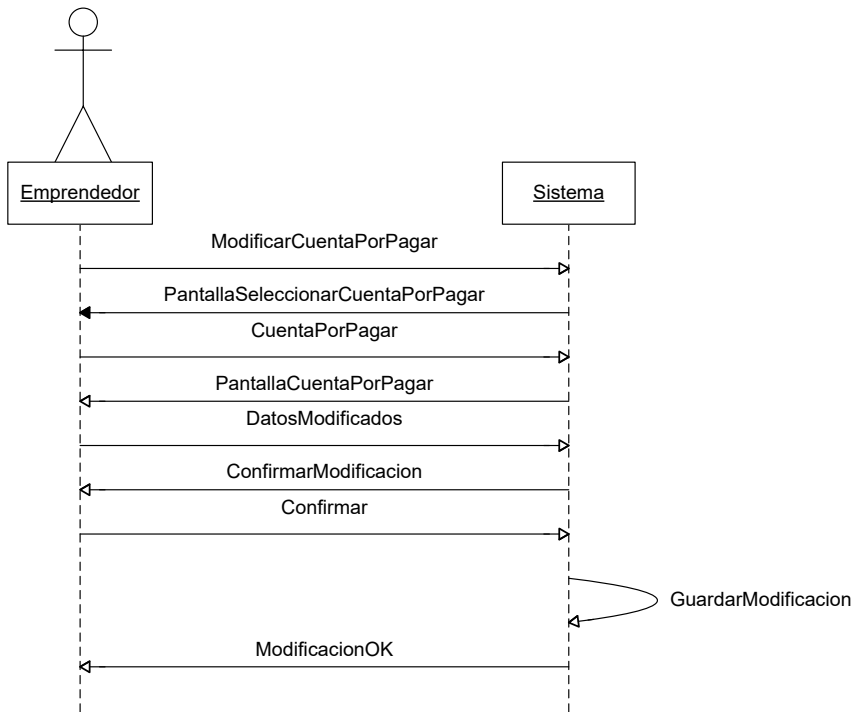 Emprendedor
Sistema
ModificarCuentaPorPagar
PantallaSeleccionarCuentaPorPagar
CuentaPorPagar
PantallaCuentaPorPagar
DatosModificados
ConfirmarModificacion
Confirmar
GuardarModificacion
ModificacionOK